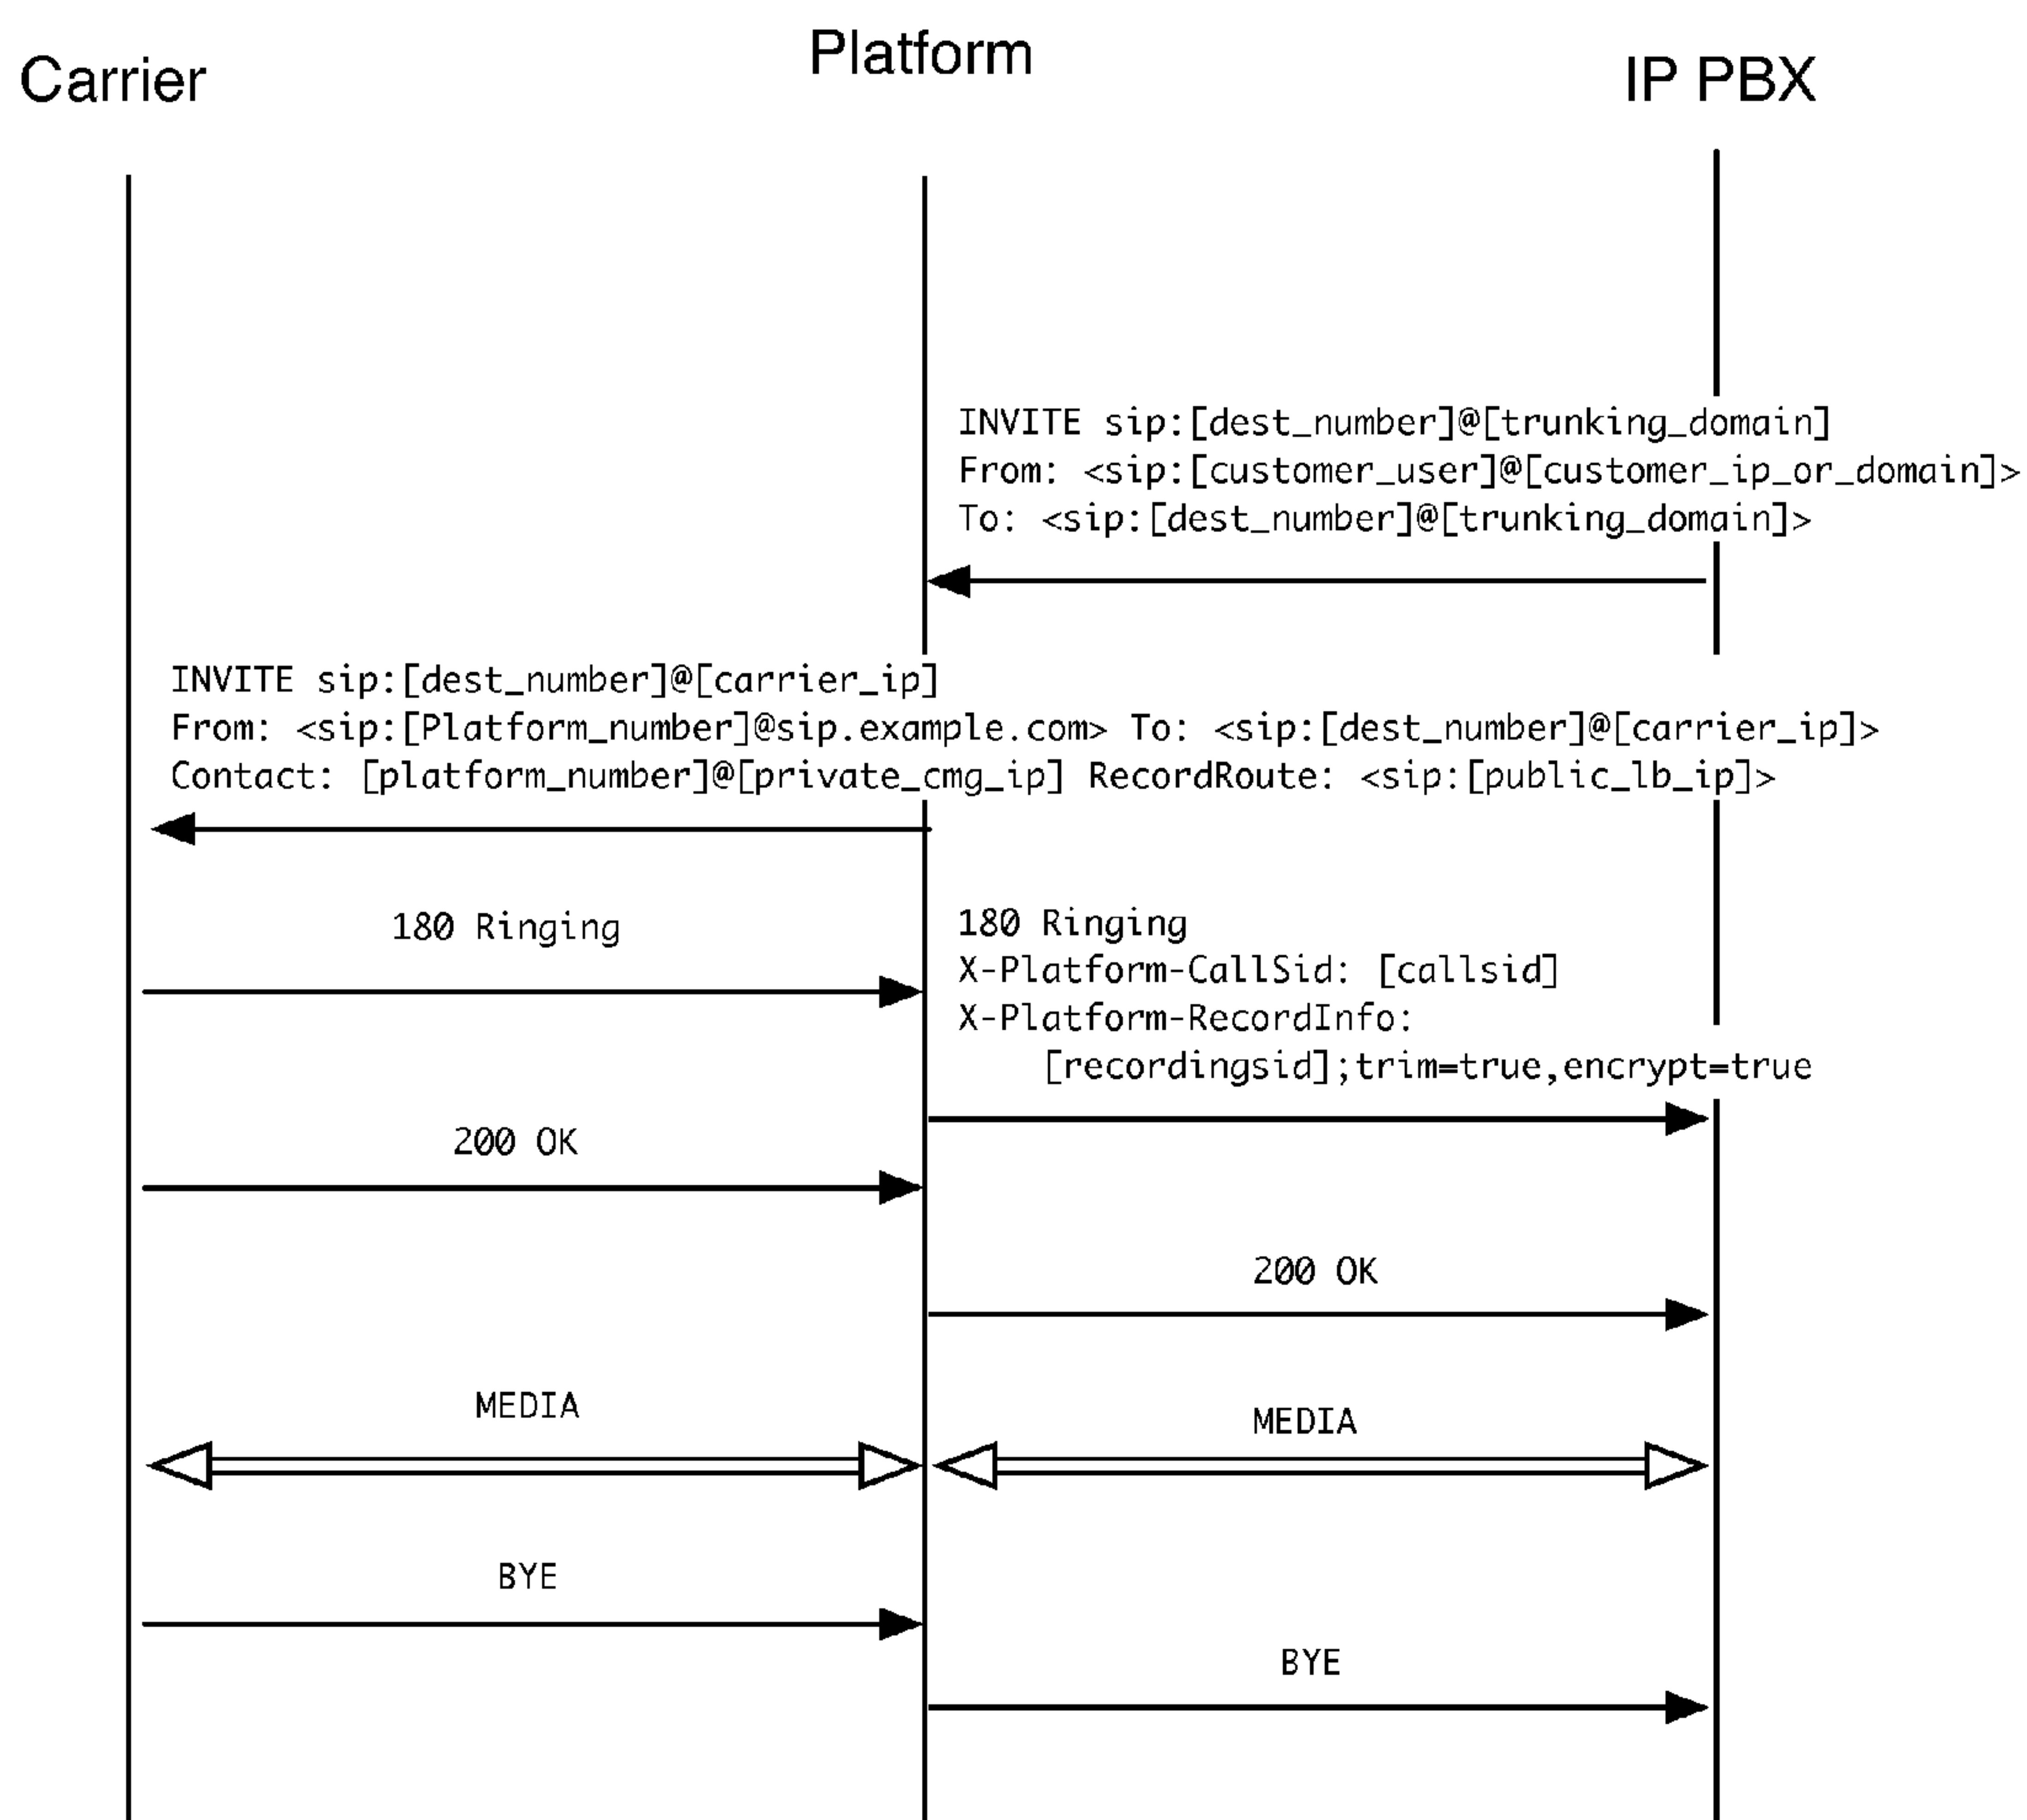 Carrier
Platform
IP PBX
INVITE sip:[dest_number]@[trunking_domain]
From: <sip:[customer_user]@[customer_ip_or_domain]>
To: <sip:[dest_number]@[trunking_domain]>
INVITE sip:[dest_number]@[carrier_ip]
From: <sip:[Platform_number]@sip.example.com> To: <sip:[dest_number]@[carrier_ip]>
Contact: [platform_number]@[private_cmg_ip] RecordRoute: <sip:[public_lb_ip]>
180 Ringing
180 Ringing
X-Platform-CallSid: [callsid]
X-Platform-RecordInfo:
[recordingsid];trim=true,encrypt=true
200 OK
200 OK
MEDIA
MEDIA
BYE
BYE